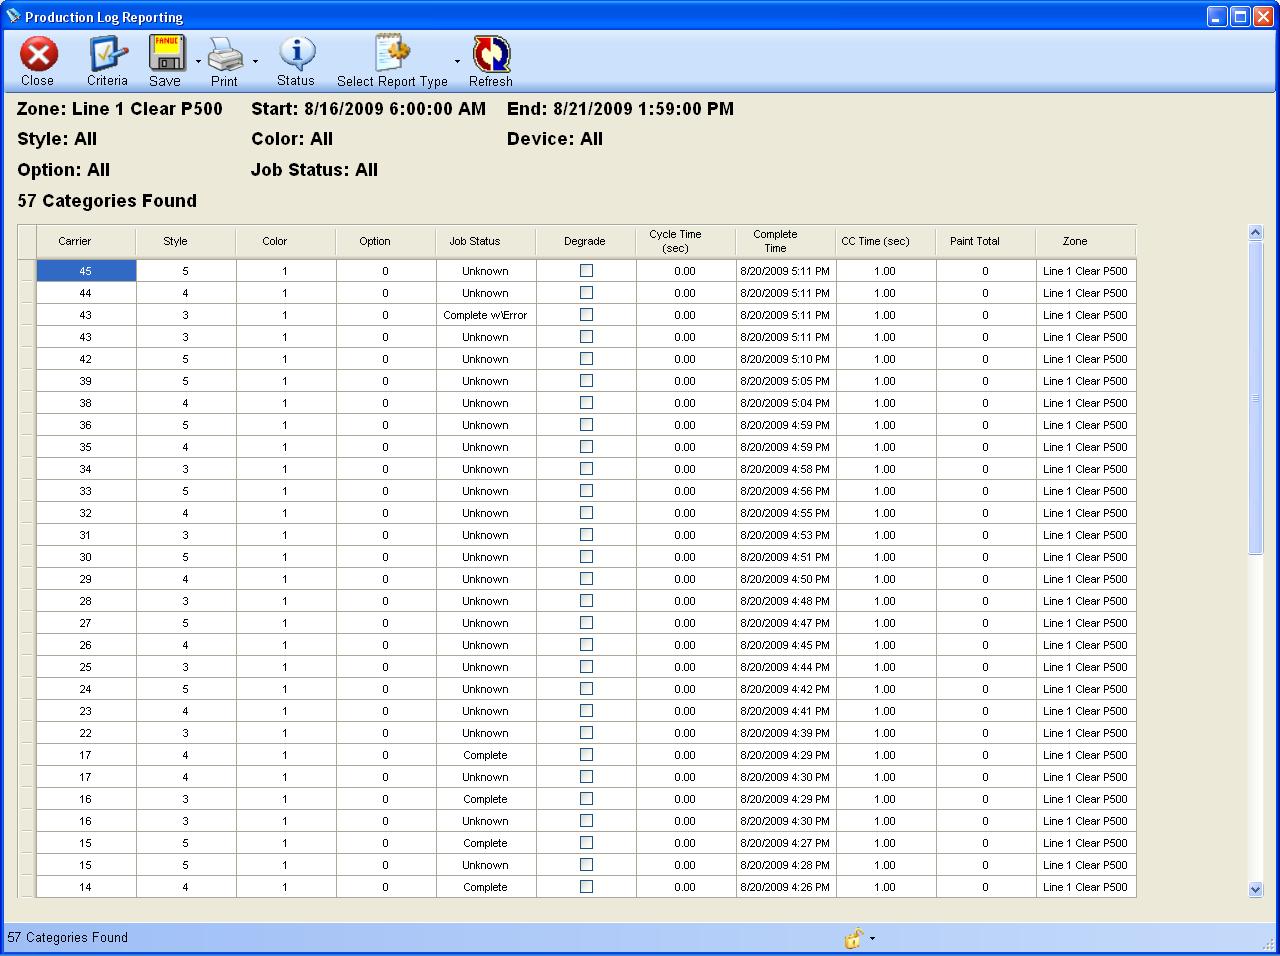 Production Log Reporting
FANUC
Close Criteria Save Print Status Select Report Type Refresh
Zone: Line 1 Clear P500 Start: 8/16/2009 6:00:00 AM End: 8/21/2009 1:59:00 PM
Style: All Color: All Device: All
Option: All Job Status: All
57 Categories Found
Carrier Style Color Option Job Status Degrade Cycle Time (sec) Complete Time CC Time (sec) Paint Total Zone
45 5 1 0 Unknown 0.00 8/20/2009 5:11 PM 1.00 0 Line 1 Clear P500
44 4 1 0 Unknown 0.00 8/20/2009 5:11 PM 1.00 0 Line 1 Clear P500
43 3 1 0 Complete w\Error 0.00 8/20/2009 5:11 PM 1.00 0 Line 1 Clear P500
43 3 1 0 Unknown 0.00 8/20/2009 5:11 PM 1.00 0 Line 1 Clear P500
42 5 1 0 Unknown 0.00 8/20/2009 5:10 PM 1.00 0 Line 1 Clear P500
39 5 1 0 Unknown 0.00 8/20/2009 5:05 PM 1.00 0 Line 1 Clear P500
38 4 1 0 Unknown 0.00 8/20/2009 5:04 PM 1.00 0 Line 1 Clear P500
36 5 1 0 Unknown 0.00 8/20/2009 4:59 PM 1.00 0 Line 1 Clear P500
35 4 1 0 Unknown 0.00 8/20/2009 4:59 PM 1.00 0 Line 1 Clear P500
34 3 1 0 Unknown 0.00 8/20/2009 4:58 PM 1.00 0 Line 1 Clear P500
33 5 1 0 Unknown 0.00 8/20/2009 4:56 PM 1.00 0 Line 1 Clear P500
32 4 1 0 Unknown 0.00 8/20/2009 4:55 PM 1.00 0 Line 1 Clear P500
31 3 1 0 Unknown 0.00 8/20/2009 4:53 PM 1.00 0 Line 1 Clear P500
30 5 1 0 Unknown 0.00 8/20/2009 4:51 PM 1.00 0 Line 1 Clear P500
29 4 1 0 Unknown 0.00 8/20/2009 4:50 PM 1.00 0 Line 1 Clear P500
28 3 1 0 Unknown 0.00 8/20/2009 4:48 PM 1.00 0 Line 1 Clear P500
27 5 1 0 Unknown 0.00 8/20/2009 4:47 PM 1.00 0 Line 1 Clear P500
26 4 1 0 Unknown 0.00 8/20/2009 4:45 PM 1.00 0 Line 1 Clear P500
25 3 1 0 Unknown 0.00 8/20/2009 4:44 PM 1.00 0 Line 1 Clear P500
24 5 1 0 Unknown 0.00 8/20/2009 4:42 PM 1.00 0 Line 1 Clear P500
23 4 1 0 Unknown 0.00 8/20/2009 4:41 PM 1.00 0 Line 1 Clear P500
22 3 1 0 Unknown 0.00 8/20/2009 4:39 PM 1.00 0 Line 1 Clear P500
17 4 1 0 Complete 0.00 8/20/2009 4:29 PM 1.00 0 Line 1 Clear P500
17 4 1 0 Unknown 0.00 8/20/2009 4:30 PM 1.00 0 Line 1 Clear P500
16 3 1 0 Complete 0.00 8/20/2009 4:29 PM 1.00 0 Line 1 Clear P500
16 3 1 0 Unknown 0.00 8/20/2009 4:30 PM 1.00 0 Line 1 Clear P500
15 5 1 0 Complete 0.00 8/20/2009 4:27 PM 1.00 0 Line 1 Clear P500
15 5 1 0 Unknown 0.00 8/20/2009 4:28 PM 1.00 0 Line 1 Clear P500
14 4 1 0 Complete 0.00 8/20/2009 4:26 PM 1.00 0 Line 1 Clear P500
57 Categories Found